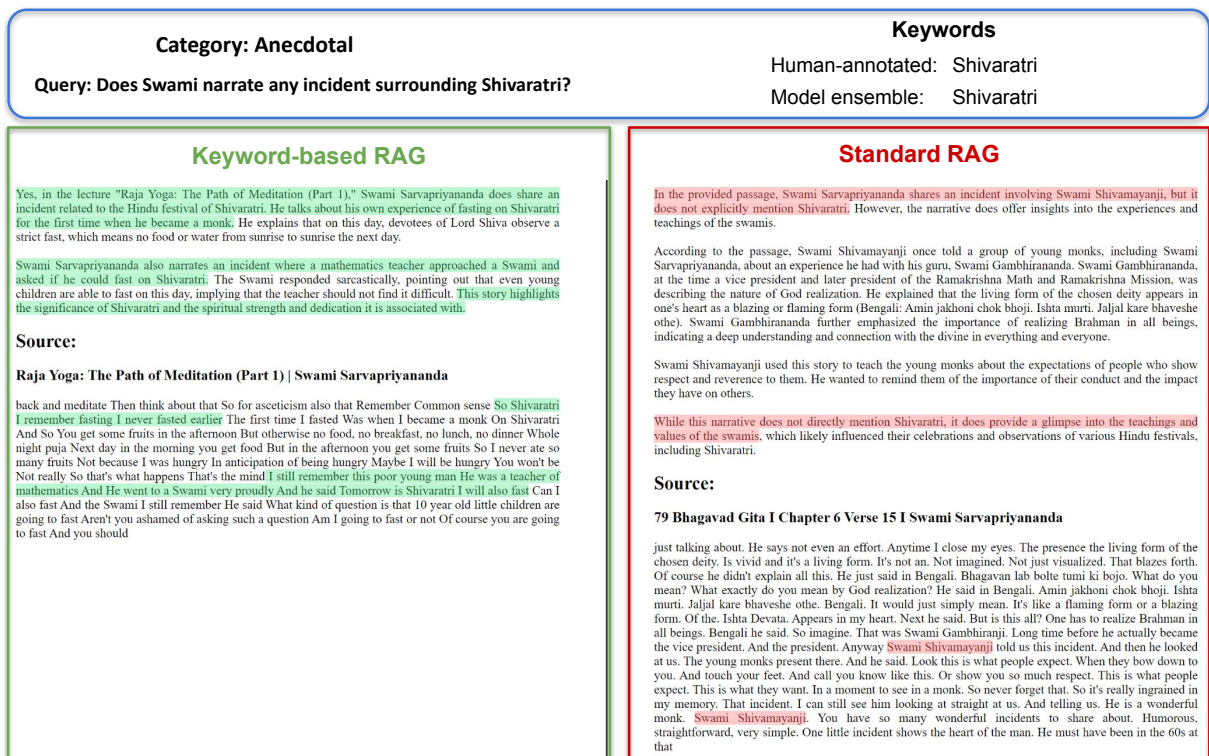 Category: Anecdotal
Query: Does Swami narrate any incident surrounding Shivaratri?
Keywords
Human-annotated: Shivaratri
Model ensemble: Shivaratri
Keyword-based RAG
Yes, in the lecture "Raja Yoga: The Path of Meditation (Part 1)," Swami Sarvapriyananda does share an
incident related to the Hindu festival of Shivaratri. He talks about his own experience of fasting on Shivaratri
for the first time when he became a monk. He explains that on this day, devotees of Lord Shiva observe a
strict fast, which means no food or water from sunrise to sunrise the next day.
Swami Sarvapriyananda also narrates an incident where a mathematics teacher approached a Swami and
asked if he could fast on Shivaratri. The Swami responded sarcastically, pointing out that even young
children are able to fast on this day, implying that the teacher should not find it difficult. This story highlights
the significance of Shivaratri and the spiritual strength and dedication it is associated with.
Source:
Raja Yoga: The Path of Meditation (Part 1) | Swami Sarvapriyananda
back and meditate Then think about that So for asceticism also that Remember Common sense So Shivaratri
I remember fasting I never fasted earlier The first time I fasted Was when I became a monk On Shivaratri
And So You get some fruits in the afternoon But otherwise no food, no breakfast, no lunch, no dinner Whole
night puja Next day in the morning you get food But in the afternoon you get some fruits So I never ate so
many fruits Not because I was hungry In anticipation of being hungry Maybe I will be hungry You won't be
Not really So that's what happens That's the mind I still remember this poor young man He was a teacher of
mathematics And He went to a Swami very proudly And he said Tomorrow is Shivaratri I will also fast Can I
also fast And the Swami I still remember He said What kind of question is that 10 year old little children are
going to fast Aren't you ashamed of asking such a question Am I going to fast or not Of course you are going
to fast And you should
Standard RAG
In the provided passage, Swami Sarvapriyananda shares an incident involving Swami Shivamayanji, but it
does not explicitly mention Shivaratri. However, the narrative does offer insights into the experiences and
teachings of the swamis.
According to the passage, Swami Shivamayanji once told a group of young monks, including Swami
Sarvapriyananda, about an experience he had with his guru, Swami Gambhirananda. Swami Gambhirananda,
at the time a vice president and later president of the Ramakrishna Math and Ramakrishna Mission, was
describing the nature of God realization. He explained that the living form of the chosen deity appears in
one's heart as a blazing or flaming form (Bengali: Amin jakhoni chok bhoji. Ishta murti. Jaljal kare bhaveshe
othe). Swami Gambhirananda further emphasized the importance of realizing Brahman in all beings,
indicating a deep understanding and connection with the divine in everything and everyone.
Swami Shivamayanji used this story to teach the young monks about the expectations of people who show
respect and reverence to them. He wanted to remind them of the importance of their conduct and the impact
they have on others.
While this narrative does not directly mention Shivaratri, it does provide a glimpse into the teachings and
values of the swamis, which likely influenced their celebrations and observations of various Hindu festivals,
including Shivaratri.
Source:
79 Bhagavad Gita I Chapter 6 Verse 15 I Swami Sarvapriyananda
just talking about. He says not even an effort. Anytime I close my eyes. The presence the living form of the
chosen deity. Is vivid and it's a living form. It's not an. Not imagined. Not just visualized. That blazes forth.
Of course he didn't explain all this. He just said in Bengali. Bhagavan lab bolte tumi ki bojo. What do you
mean? What exactly do you mean by God realization? He said in Bengali. Amin jakhoni chok bhoji. Ishta
murti. Jaljal kare bhaveshe othe. Bengali. It would just simply mean. It's like a flaming form or a blazing
form. Of the. Ishta Devata. Appears in my heart. Next he said. But is this all? One has to realize Brahman in
all beings. Bengali he said. So imagine. That was Swami Gambhiranji. Long time before he actually became
the vice president. And the president. Anyway Swami Shivamayanji told us this incident. And then he looked
at us. The young monks present there. And he said. Look this is what people expect. When they bow down to
you. And touch your feet. And call you know like this. Or show you so much respect. This is what people
expect. This is what they want. In a moment to see in a monk. So never forget that. So it's really ingrained in
my memory. That incident. I can still see him looking at straight at us. And telling us. He is a wonderful
monk. Swami Shivamayanji. You have so many wonderful incidents to share about. Humorous,
straightforward, very simple. One little incident shows the heart of the man. He must have been in the 60s at
that